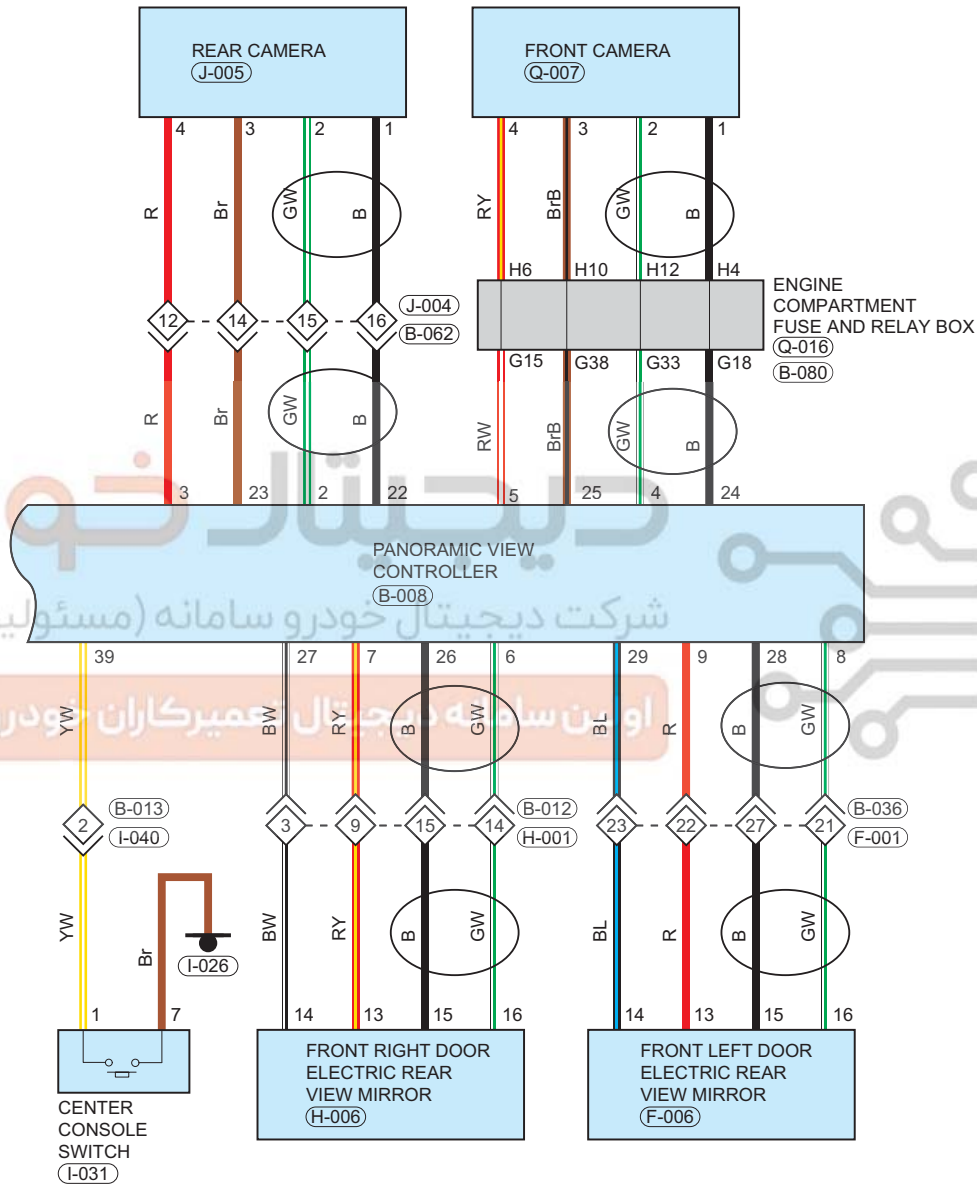 REAR CAMERA
J-005
FRONT CAMERA
Q-007
4 3 2 1
4 3 2 1
R Br GW B
RY BrB GW B
H6 H10 H12 H4
12 14 15 16
J-004
B-062
ENGINE
COMPARTMENT
FUSE AND RELAY BOX
Q-016
B-080
G15 G38 G33 G18
R Br GW B
RW BrB GW B
دیجیتال خو
3 23 2 22
5 25 4 24
PANORAMIC VIEW
CONTROLLER
B-008
شرکت دیجیتال خودرو سامانه (مسئولی
39 27 7 26 6 29 9 28 8
اولین سامانه دیجیتال تعمیرکاران خودر
YW BW RY B GW BL R B GW
2
B-013
I-040
3 9 15 14
B-012
H-001
23 22 27 21
B-036
F-001
YW Br
I-026
BW RY B GW
BL R B GW
1 7
14 13 15 16
14 13 15 16
FRONT RIGHT DOOR
ELECTRIC REAR
VIEW MIRROR
H-006
FRONT LEFT DOOR
ELECTRIC REAR
VIEW MIRROR
F-006
CENTER
CONSOLE
SWITCH
I-031